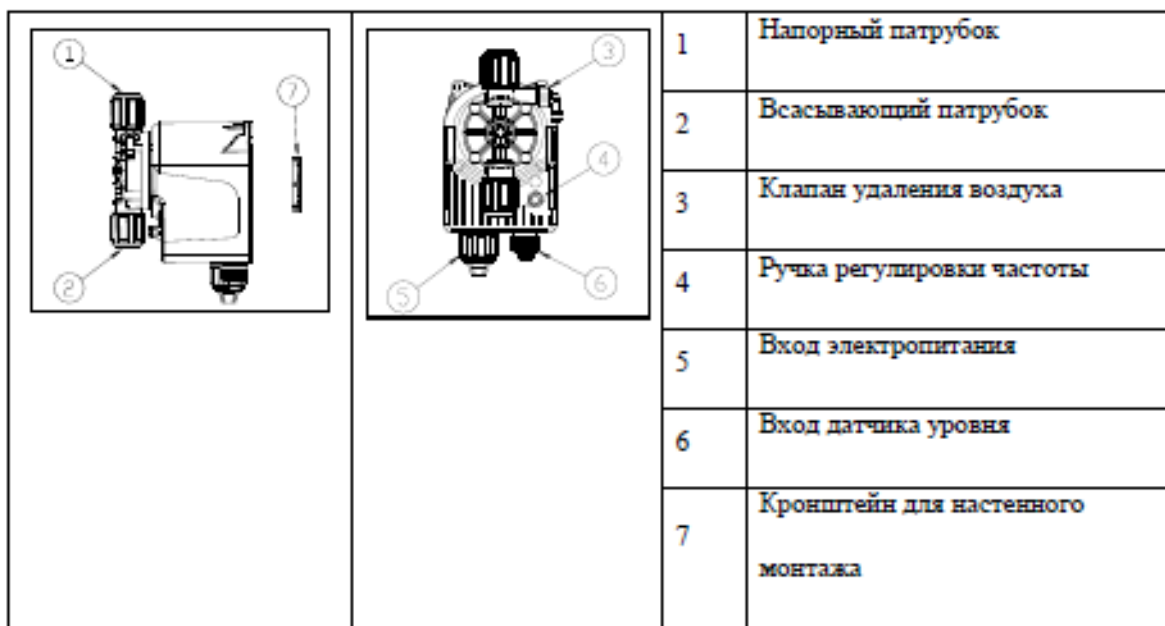 1
7
2
3
4
5
6
1 Напорный патрубок
2 Всасывающий патрубок
3 Клапан удаления воздуха
4 Ручка регулировки частоты
5 Вход электропитания
6 Вход датчика уровня
7 Кронштейн для настенного
монтажа